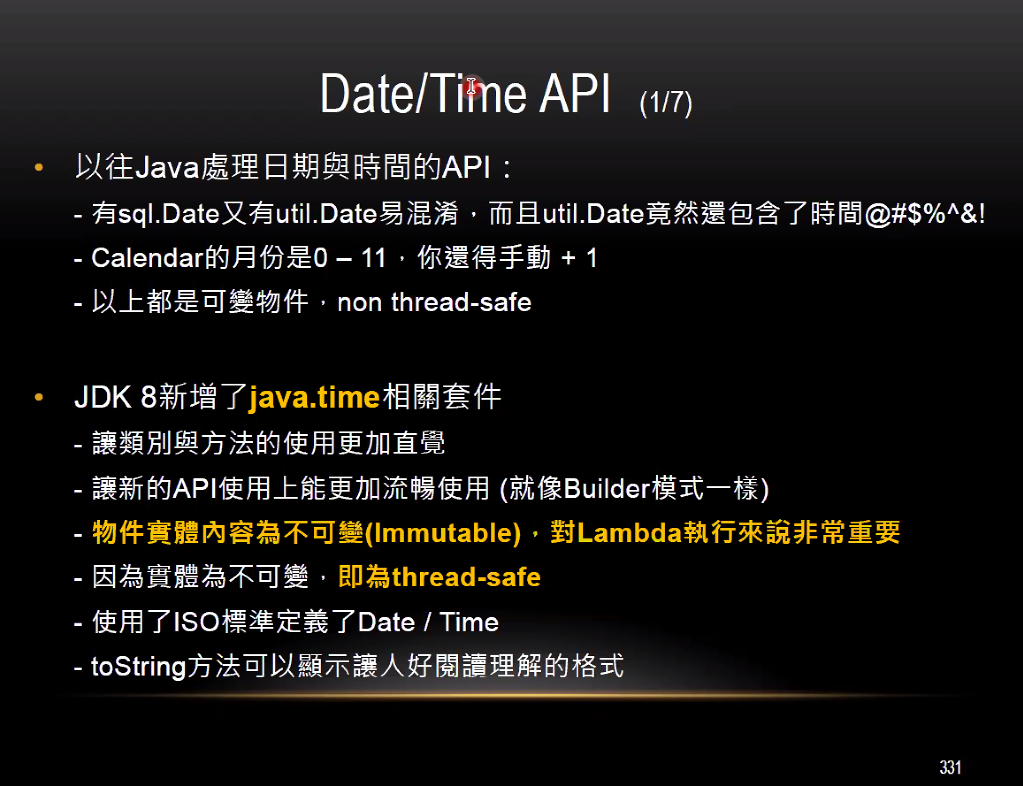 Date/Time API (1/7)
• 以往Java處理日期與時間的API：
- 有sql.Date又有util.Date易混淆，而且util.Date竟然還包含了時間@#$%^&!
- Calendar的月份是0 – 11，你還得手動 + 1
- 以上都是可變物件，non thread-safe
• JDK 8新增了java.time相關套件
- 讓類別與方法的使用更加直覺
- 讓新的API使用上能更加流暢使用 (就像Builder模式一樣)
- 物件實體內容為不可變(Immutable)，對Lambda執行來說非常重要
- 因為實體為不可變，即為thread-safe
- 使用了ISO標準定義了Date / Time
- toString方法可以顯示讓人好閱讀理解的格式
331